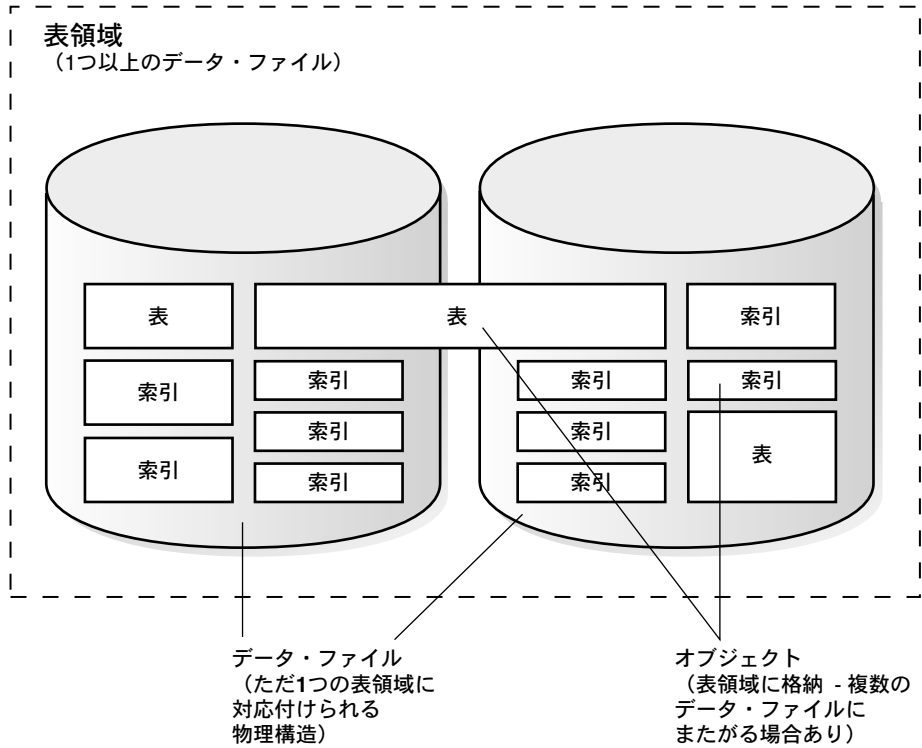 表領域
（1つ以上のデータ・ファイル）
表
表
索引
索引
索引
索引
索引
索引
索引
索引
索引
索引
索引
表
索引
データ・ファイル
（ただ1つの表領域に
対応付けられる
物理構造）
オブジェクト
（表領域に格納 - 複数の
データ・ファイルに
またがる場合あり）